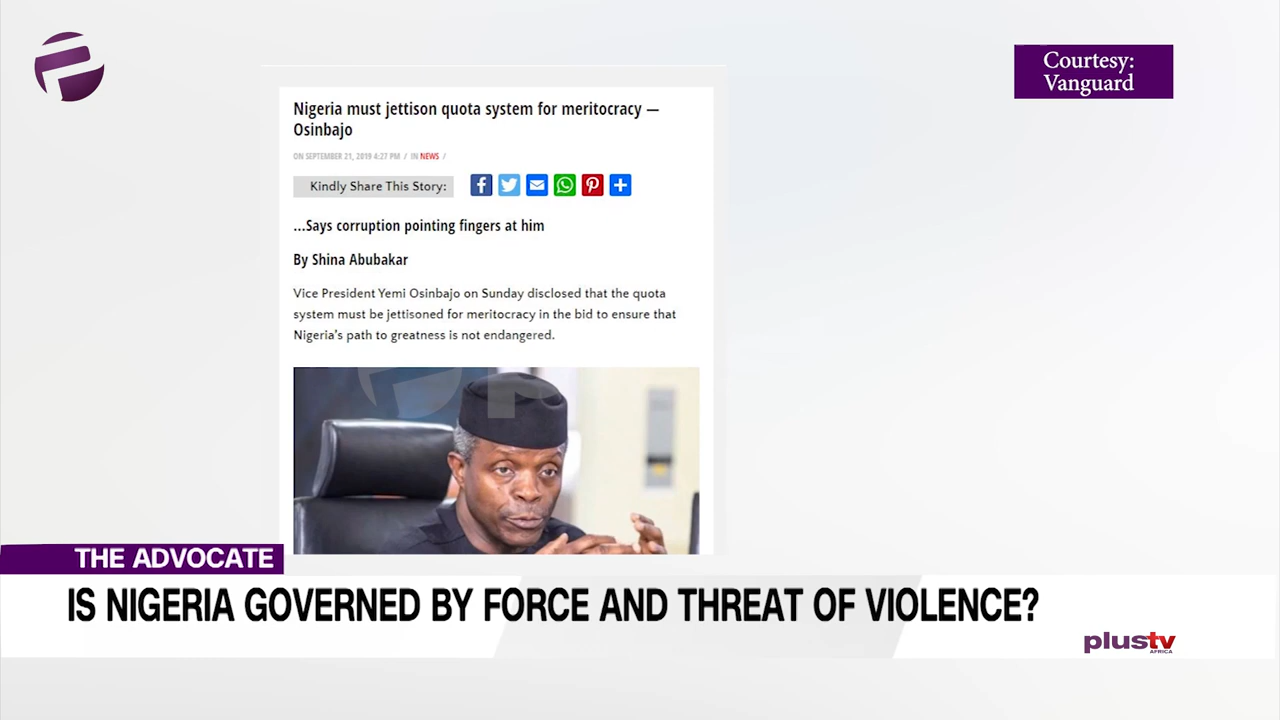 Courtesy:
Vanguard
Nigeria must jettison quota system for meritocracy —
Osinbajo
ON SEPTEMBER 21, 2019 4:27 PM / IN NEWS /
Kindly Share This Story:
...Says corruption pointing fingers at him
By Shina Abubakar
Vice President Yemi Osinbajo on Sunday disclosed that the quota
system must be jettisoned for meritocracy in the bid to ensure that
Nigeria's path to greatness is not endangered.
THE ADVOCATE
IS NIGERIA GOVERNED BY FORCE AND THREAT OF VIOLENCE?
plustv
AFRICA